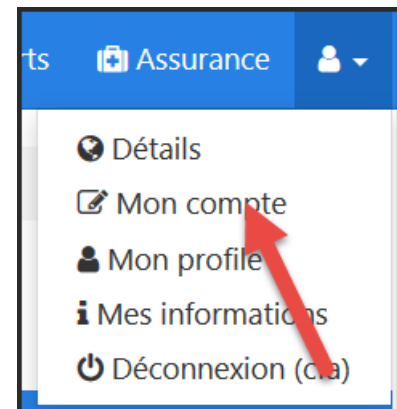 rts Assurance
Détails
Mon compte
Mon profile
Mes informations
Déconnexion